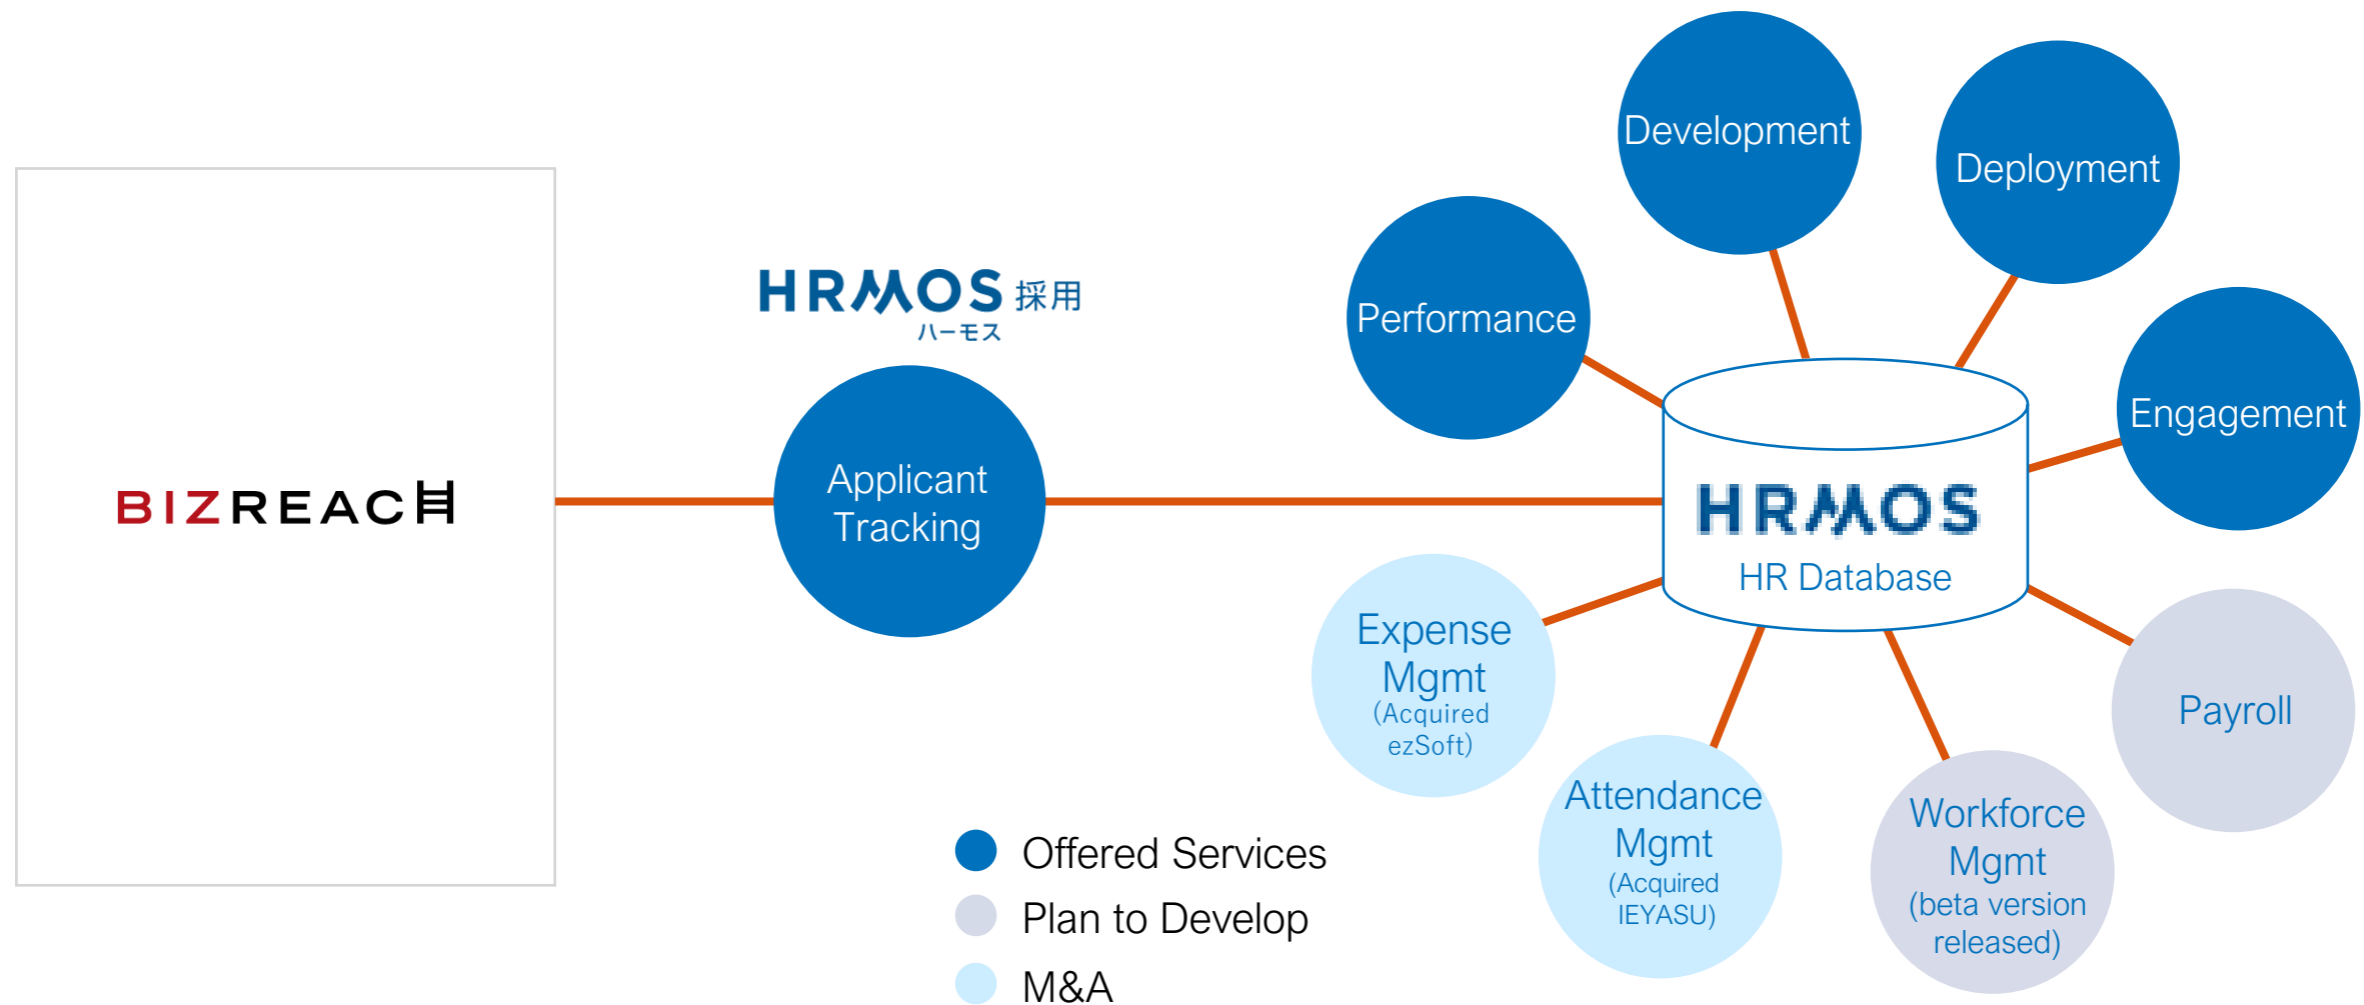 BIZREACH
HRMOS 採用
ハーモス
Applicant
Tracking
Performance
Development
Deployment
Engagement
HRMOS
HR Database
Expense
Mgmt
(Acquired
ezSoft)
Attendance
Mgmt
(Acquired
IEYASU)
Workforce
Mgmt
(beta version
released)
Payroll
Offered Services
Plan to Develop
M&A